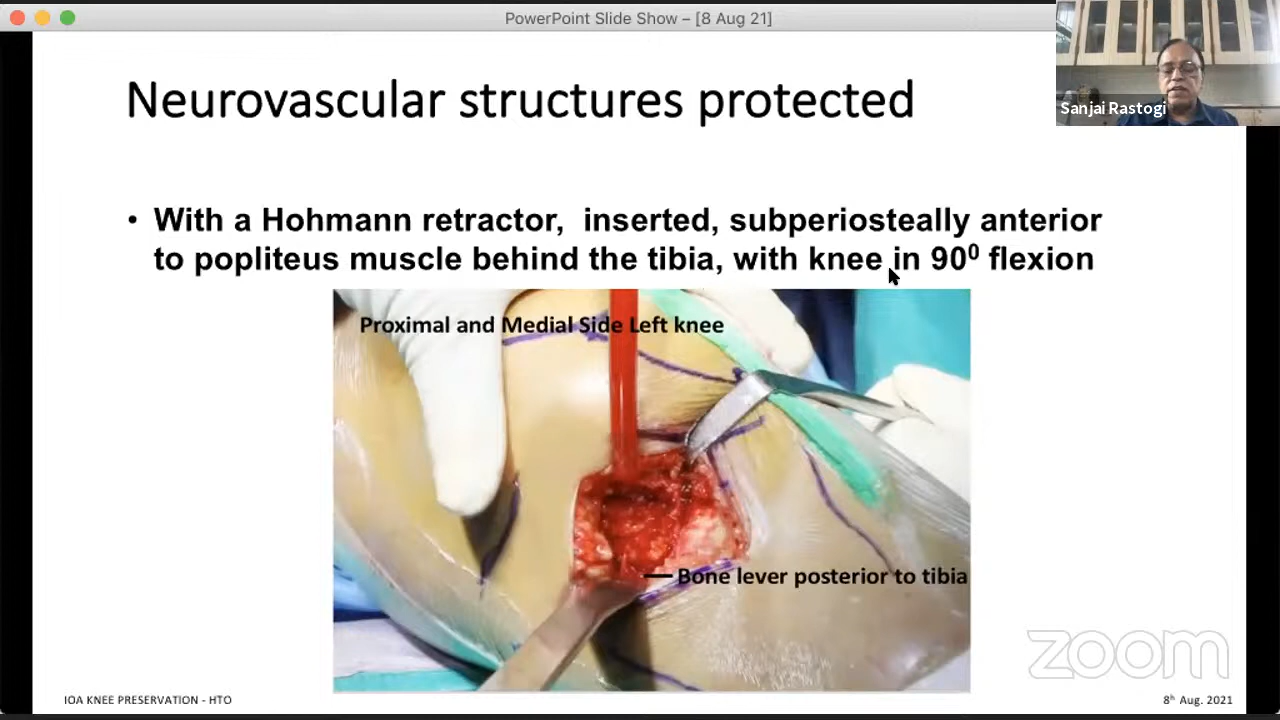 PowerPoint Slide Show – [8 Aug 21]
Neurovascular structures protected
Sanjai Rastogi
• With a Hohmann retractor,  inserted, subperiosteally anterior
to popliteus muscle behind the tibia, with knee in 90⁰ flexion
Proximal and Medial Side Left knee
Bone lever posterior to tibia
zoom
IOA KNEE PRESERVATION - HTO
8ʰ Aug. 2021